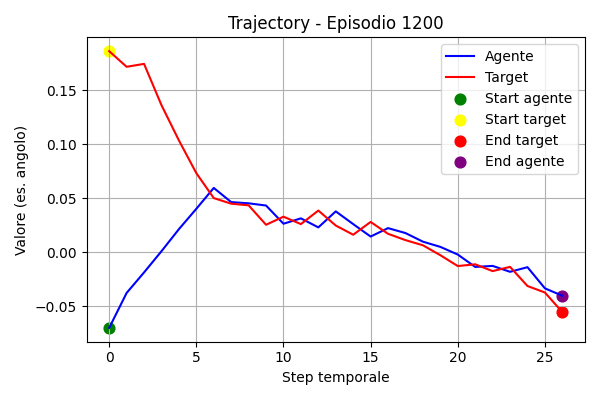 Trajectory - Episodio 1200
Valore (es. angolo)
0.15
0.10
0.05
0.00
−0.05
Agente
Target
Start agente
Start target
End target
End agente
0
5
10
15
20
25
Step temporale